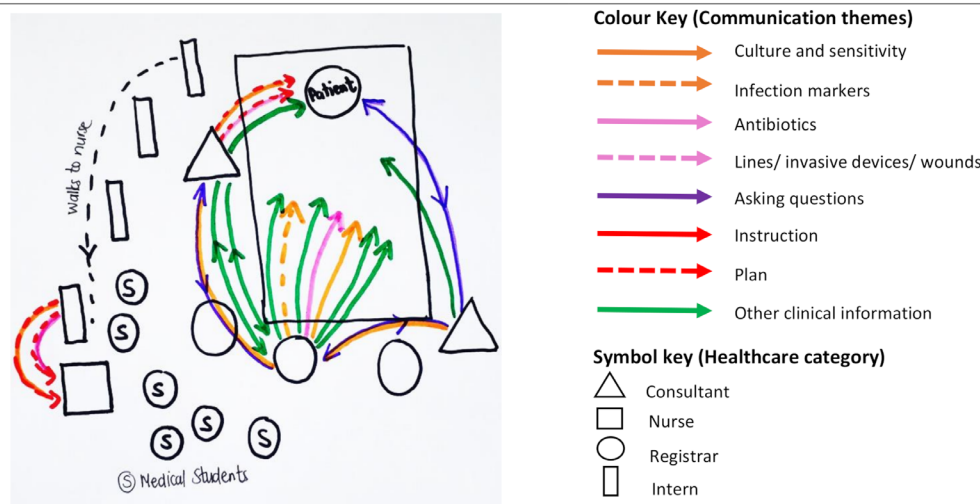 Patient
walks to nurse
S
S
S
S
S
S
Ⓢ Medical Students
Colour Key (Communication themes)
Culture and sensitivity
Infection markers
Antibiotics
Lines/ invasive devices/ wounds
Asking questions
Instruction
Plan
Other clinical information
Symbol key (Healthcare category)
Consultant
Nurse
Registrar
Intern